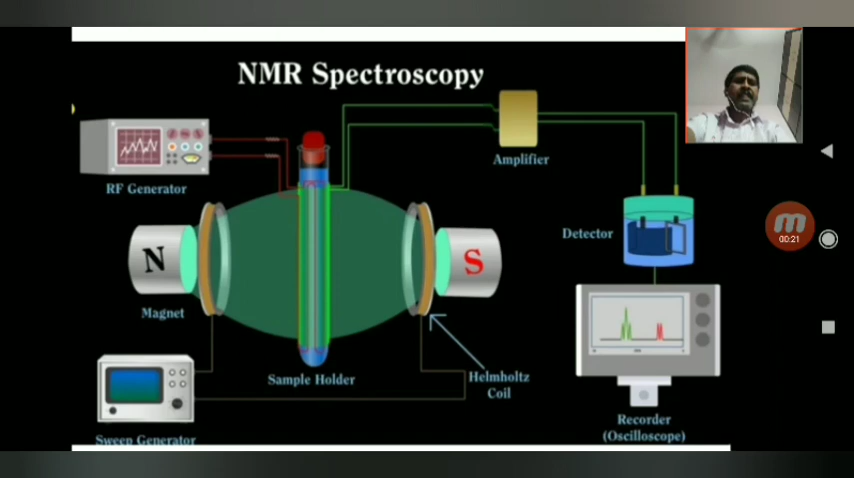 NMR Spectroscopy
RF Generator
Amplifier
Detector
00:21
N
S
Magnet
Sample Holder
Helmholtz
Coil
Sweep Generator
Recorder
(Oscilloscope)